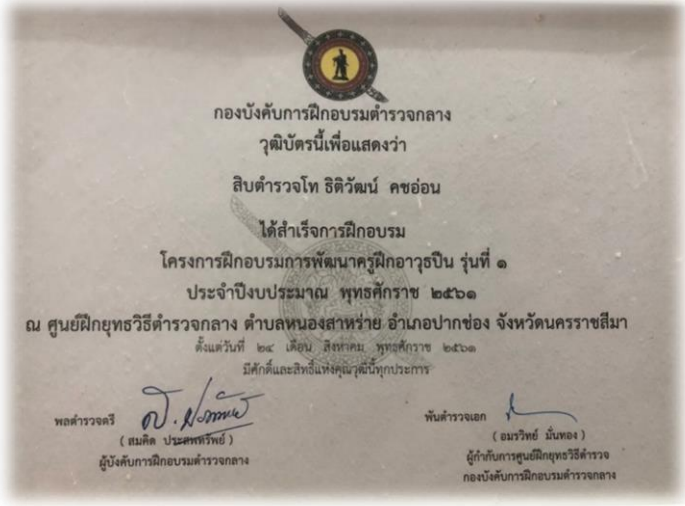 กองบังคับการฝึกอบรมตำรวจกลาง
วุฒิบัตรนี้เพื่อแสดงว่า
สิบตำรวจโท ธิติวัฒน์ คชอ่อน
ได้สำเร็จการฝึกอบรม
โครงการฝึกอบรมการพัฒนาครูฝึกอาวุธปืน รุ่นที่ ๑
ประจำปีงบประมาณ พุทธศักราช ๒๕๖๑
ณ ศูนย์ฝึกยุทธวิธีตำรวจกลาง ตำบลหนองสาหร่าย อำเภอปากช่อง จังหวัดนครราชสีมา
ตั้งแต่วันที่ ๒๔ เดือน สิงหาคม พุทธศักราช ๒๕๖๑
มีศักดิ์และสิทธิ์แห่งคุณวุฒินี้ทุกประการ
พลตำรวจตรี
( สมคิด ประสพทรัพย์ )
ผู้บังคับการฝึกอบรมตำรวจกลาง
พันตำรวจเอก
( อมรวิทย์ มั่นทอง )
ผู้กำกับการศูนย์ฝึกยุทธวิธีตำรวจ
กองบังคับการฝึกอบรมตำรวจกลาง